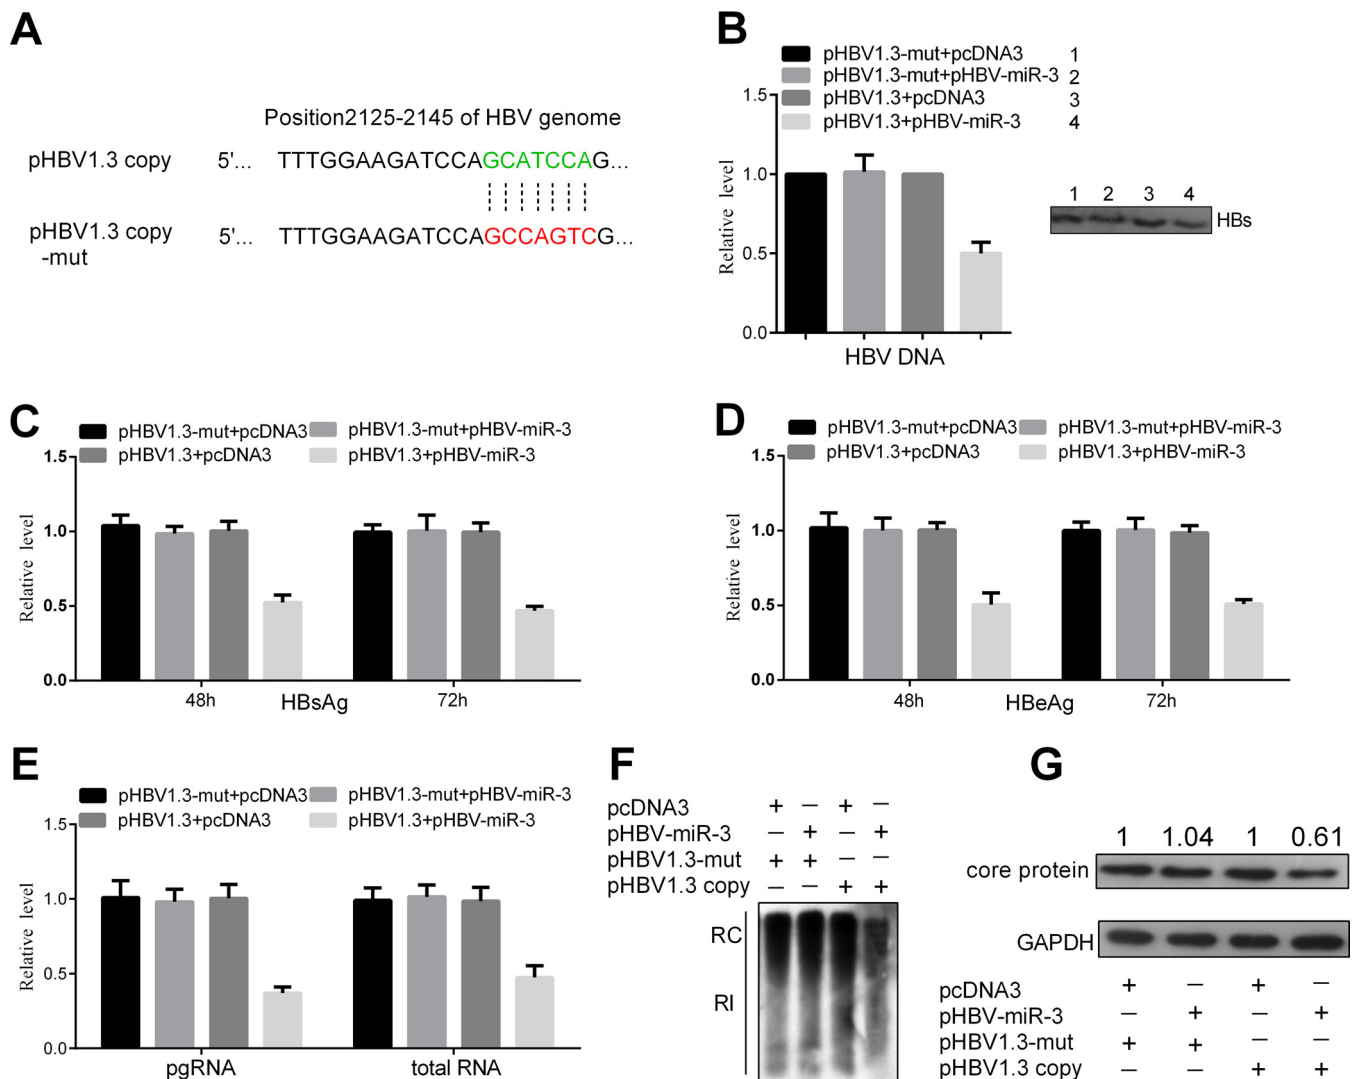 A
Position2125-2145 of HBV genome
pHBV1.3 copy 5'... TTTGGAAGATCCAGCATCCAG...
pHBV1.3 copy 5'... TTTGGAAGATCCAGCCAGTCG...
-mut
B
pHBV1.3-mut+pcDNA3 1
pHBV1.3-mut+pHBV-miR-3 2
pHBV1.3+pcDNA3 3
pHBV1.3+pHBV-miR-3 4
1.5
1.0
0.5
0.0
Relative level
HBV DNA
1 2 3 4
HBs
C
pHBV1.3-mut+pcDNA3 pHBV1.3-mut+pHBV-miR-3
pHBV1.3+pcDNA3 pHBV1.3+pHBV-miR-3
1.5
1.0
0.5
0.0
Relative level
48h HBsAg 72h
D
pHBV1.3-mut+pcDNA3 pHBV1.3-mut+pHBV-miR-3
pHBV1.3+pcDNA3 pHBV1.3+pHBV-miR-3
1.5
1.0
0.5
0.0
Relative level
48h HBeAg 72h
E
pHBV1.3-mut+pcDNA3 pHBV1.3-mut+pHBV-miR-3
pHBV1.3+pcDNA3 pHBV1.3+pHBV-miR-3
1.5
1.0
0.5
0.0
Relative level
pgRNA total RNA
F
pcDNA3 + − + −
pHBV-miR-3 − + − +
pHBV1.3-mut + + − −
pHBV1.3 copy − − + +
RC
RI
G
1 1.04 1 0.61
core protein
GAPDH
pcDNA3 + − + −
pHBV-miR-3 − + − +
pHBV1.3-mut + + − −
pHBV1.3 copy − − + +